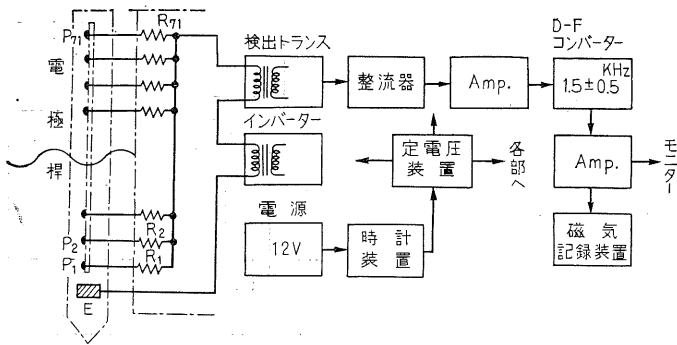 P71
R71
電
極
桿
R2
P2
R1
P1
E
検出トランス
整流器
Amp.
D-F
コンバーター
KHz
1.5±0.5
インバーター
定電圧
装置
各部へ
Amp.
モニター
電源
12V
時計
装置
磁気
記録装置